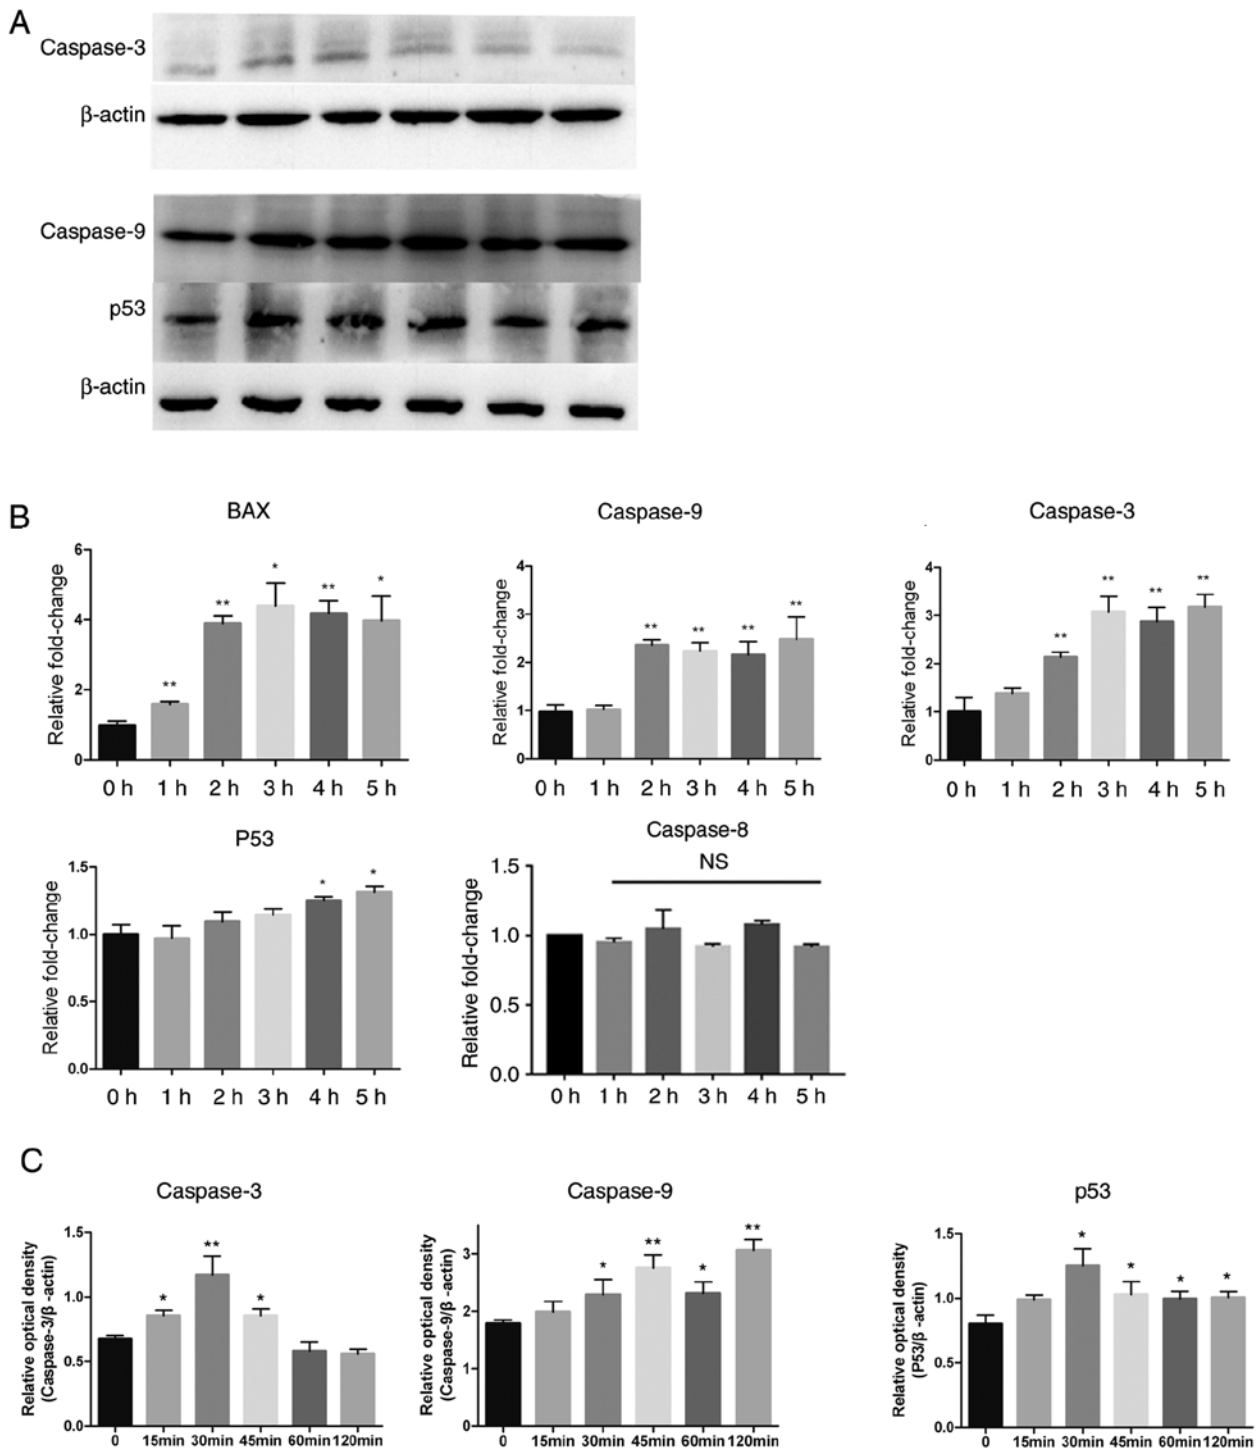 A
Caspase-3
β-actin
Caspase-9
p53
β-actin
B
BAX
Relative fold-change
6
4
2
0
** ** * ** *
0 h 1 h 2 h 3 h 4 h 5 h
Caspase-9
Relative fold-change
4
3
2
1
0
** ** ** **
0 h 1 h 2 h 3 h 4 h 5 h
Caspase-3
Relative fold-change
4
3
2
1
0
** ** ** **
0 h 1 h 2 h 3 h 4 h 5 h
P53
Relative fold-change
1.5
1.0
0.5
0.0
* *
0 h 1 h 2 h 3 h 4 h 5 h
Caspase-8
NS
Relative fold-change
1.5
1.0
0.5
0.0
0 h 1 h 2 h 3 h 4 h 5 h
C
Caspase-3
Relative optical density
(Caspase-3/β -actin)
1.5
1.0
0.5
0.0
* ** *
0 15min 30min 45min 60min 120min
Caspase-9
Relative optical density
(Caspase-9/β -actin)
3
2
1
0
* ** * **
0 15min 30min 45min 60min 120min
p53
Relative optical density
(P53/β -actin)
1.5
1.0
0.5
0.0
* * * *
0 15min 30min 45min 60min 120min